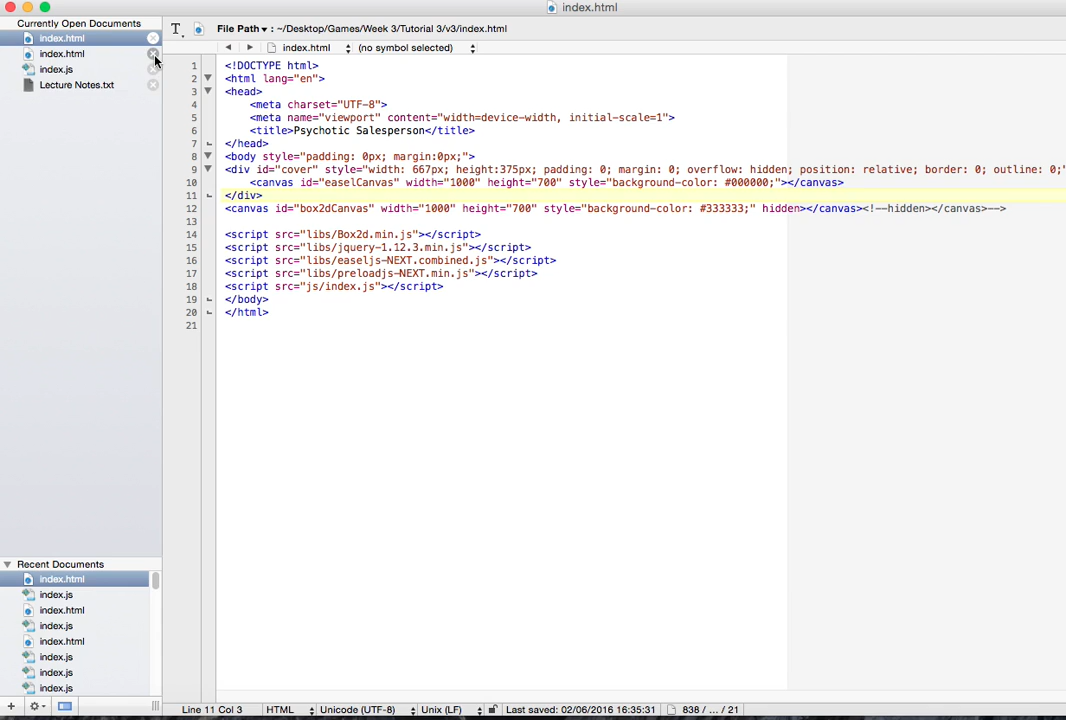 index.html
Currently Open Documents
index.html
index.html
index.js
Lecture Notes.txt
File Path ▾ : ~/Desktop/Games/Week 3/Tutorial 3/v3/index.html
index.html (no symbol selected)
1 <!DOCTYPE html>
2 <html lang="en">
3 <head>
4 <meta charset="UTF-8">
5 <meta name="viewport" content="width=device-width, initial-scale=1">
6 <title>Psychotic Salesperson</title>
7 </head>
8 <body style="padding: 0px; margin:0px;">
9 <div id="cover" style="width: 667px; height:375px; padding: 0; margin: 0; overflow: hidden; position: relative; border: 0; outline: 0;"
10 <canvas id="easelCanvas" width="1000" height="700" style="background-color: #000000;"></canvas>
11 </div>
12 <canvas id="box2dCanvas" width="1000" height="700" style="background-color: #333333;" hidden></canvas><!--hidden></canvas>-->
13
14 <script src="libs/Box2d.min.js"></script>
15 <script src="libs/jquery-1.12.3.min.js"></script>
16 <script src="libs/easeljs-NEXT.combined.js"></script>
17 <script src="libs/preloadjs-NEXT.min.js"></script>
18 <script src="js/index.js"></script>
19 </body>
20 </html>
21
Recent Documents
index.html
index.js
index.html
index.js
index.html
index.js
index.js
index.js
Line 11 Col 3 HTML Unicode (UTF-8) Unix (LF) Last saved: 02/06/2016 16:35:31 838 / ... / 21